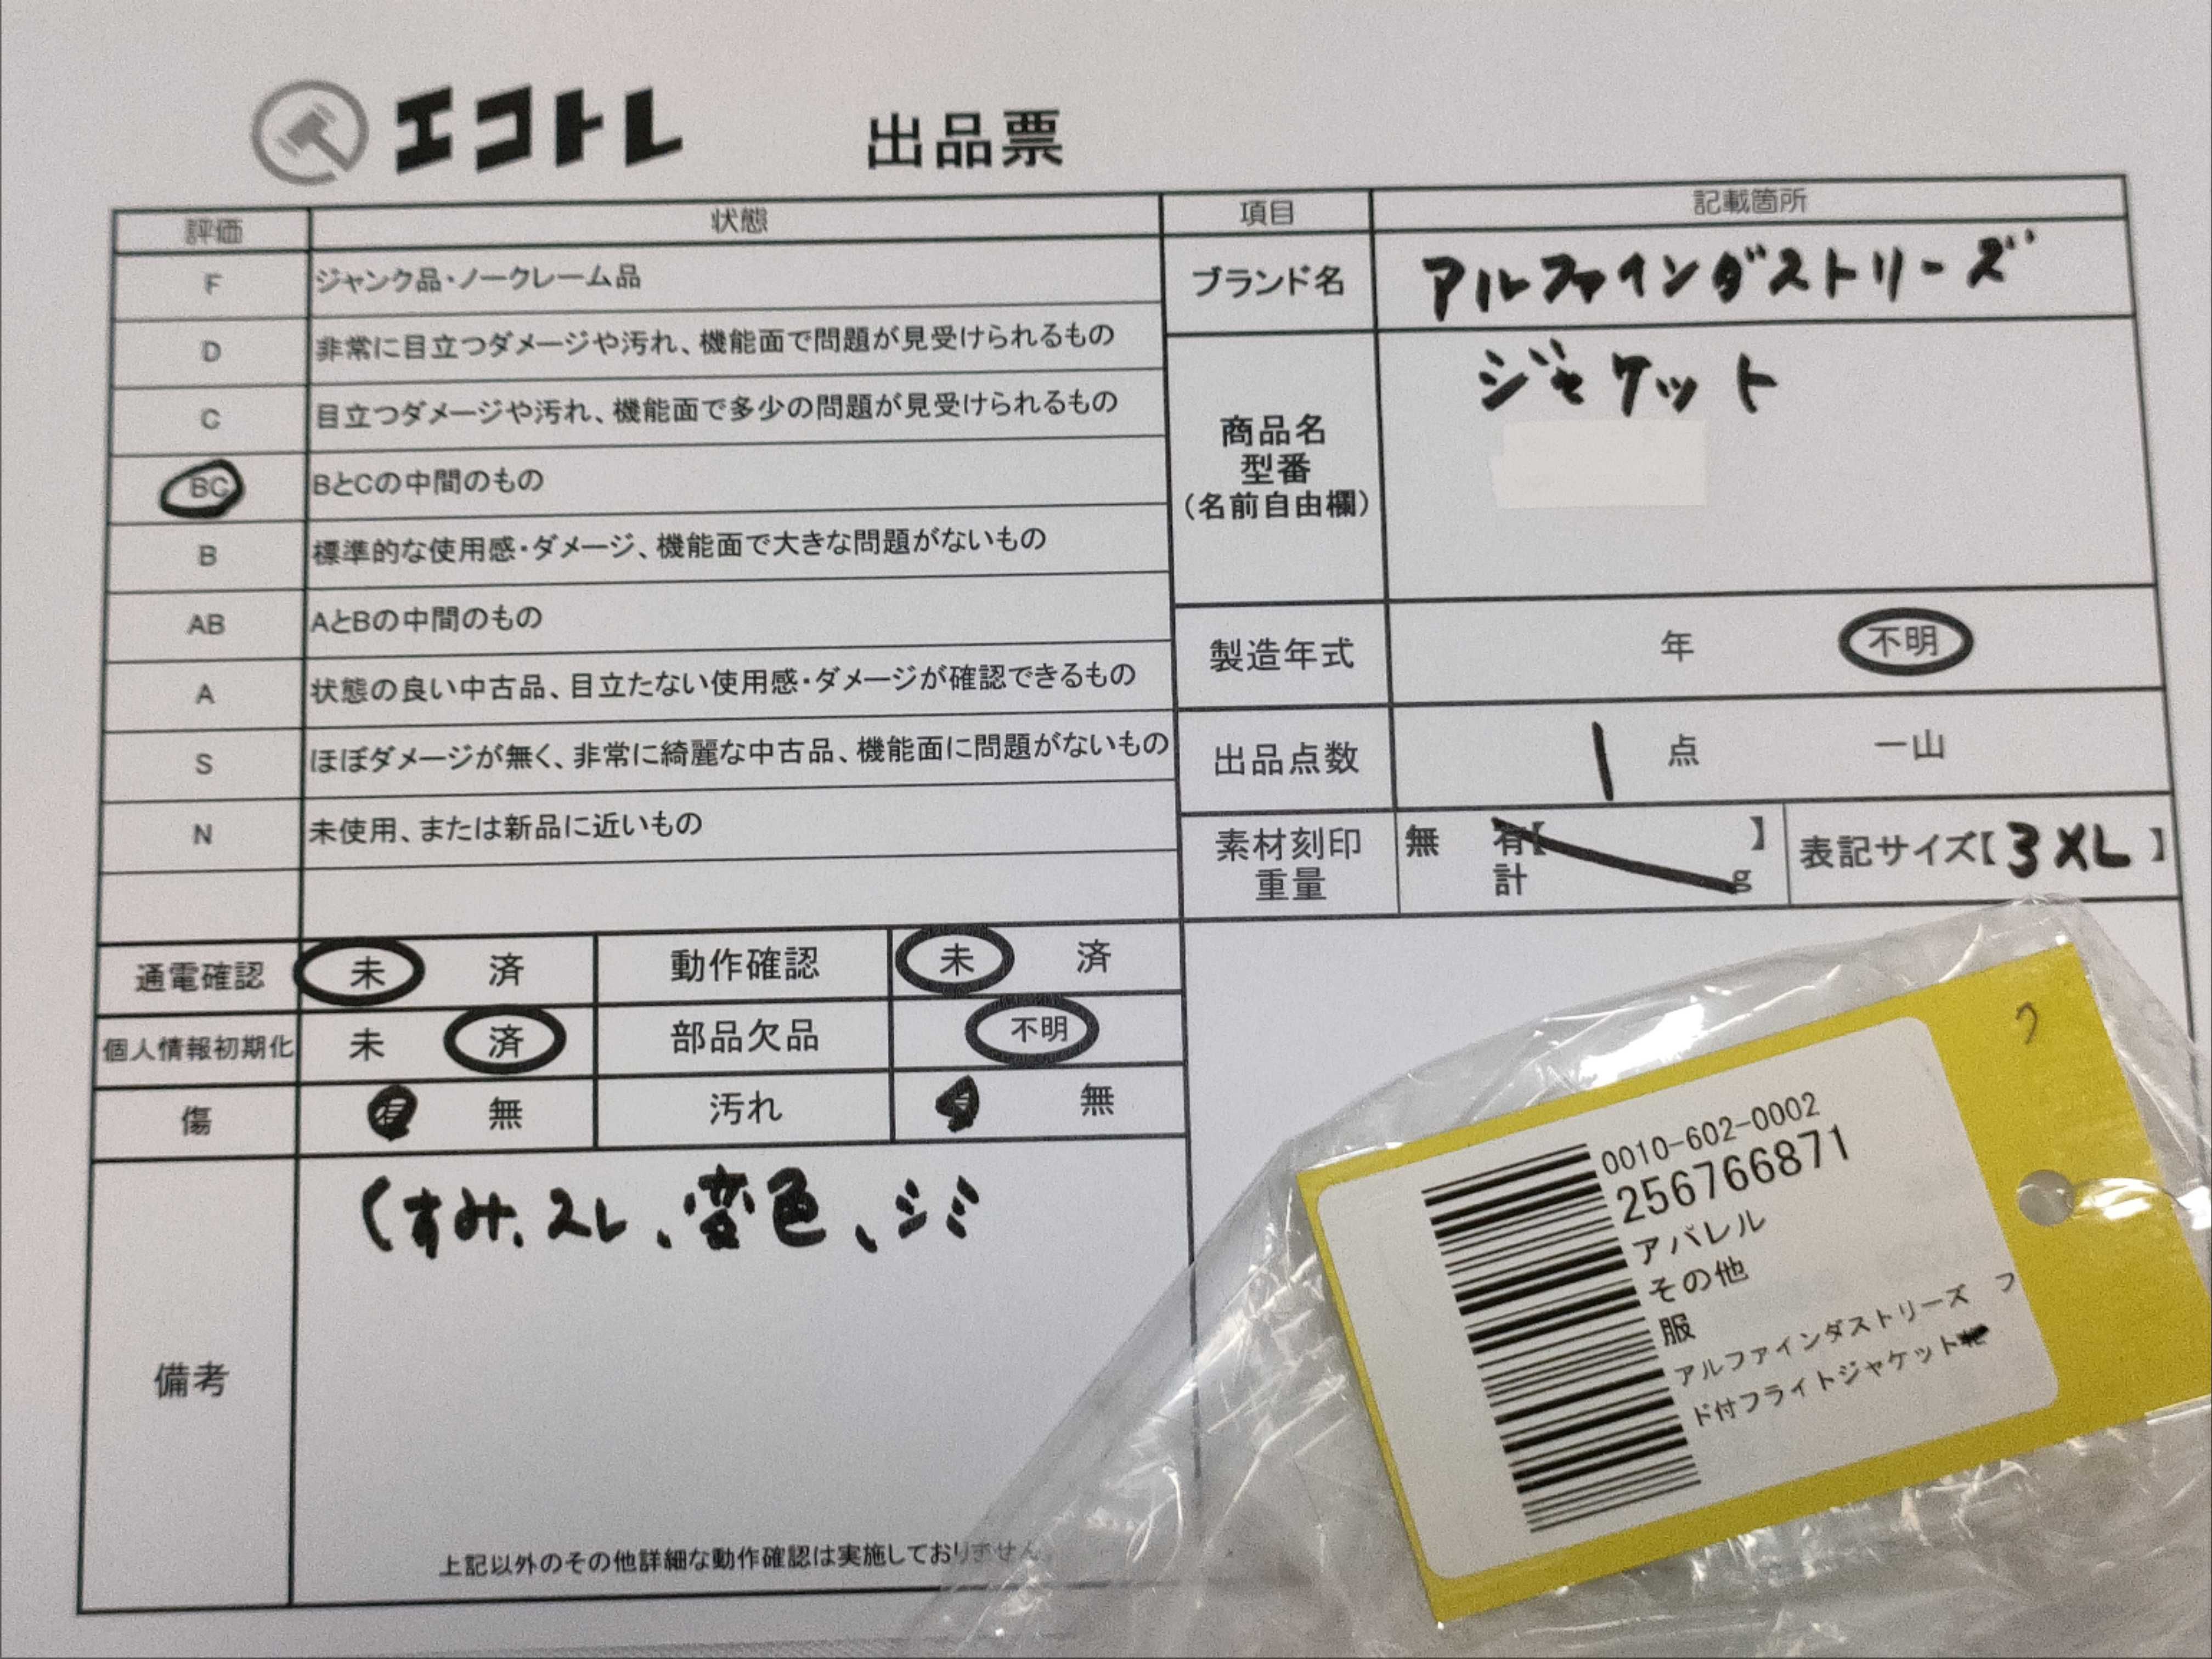 エコトレ 出品票
評価 状態
F ジャンク品・ノークレーム品
D 非常に目立つダメージや汚れ、機能面で問題が見受けられるもの
C 目立つダメージや汚れ、機能面で多少の問題が見受けられるもの
BC BとCの中間のもの
B 標準的な使用感・ダメージ、機能面で大きな問題がないもの
AB AとBの中間のもの
A 状態の良い中古品、目立たない使用感・ダメージが確認できるもの
S ほぼダメージが無く、非常に綺麗な中古品、機能面に問題がないもの
N 未使用、または新品に近いもの
項目 記載箇所
ブランド名 アルファインダストリーズ
商品名
型番
(名前自由欄)
ジャケット
製造年式 年 不明
出品点数 1 点 一山
素材刻印 無 有【 】
重量 計 g
表記サイズ【3XL】
通電確認 未 済 動作確認 未 済
個人情報初期化 未 済 部品欠品 不明
傷 有 無 汚れ 無
備考
くすみ、スレ、変色、シミ
上記以外のその他詳細な動作確認は実施しておりません
0010-602-0002
256766871
アパレル
その他
服
アルファインダストリーズ フ
ド付フライトジャケット